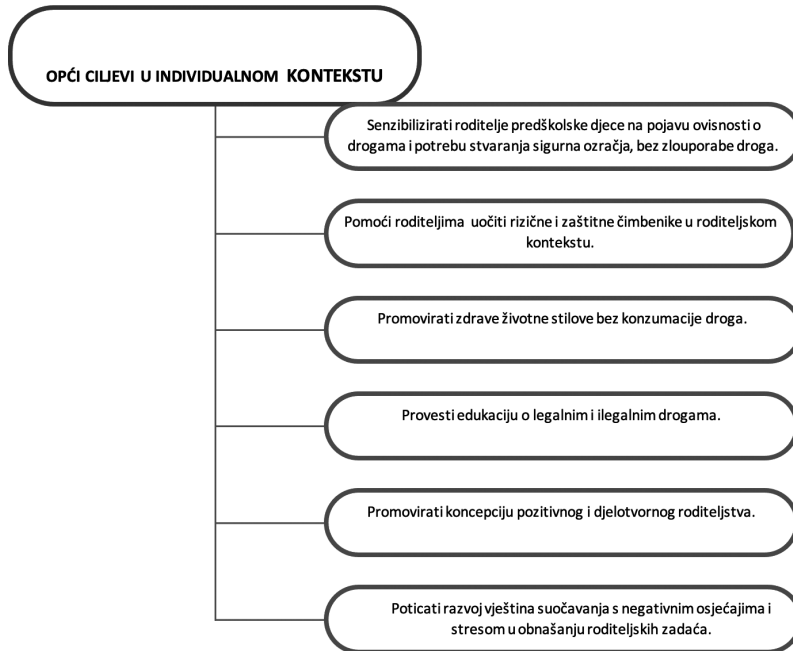 OPĆI CILJEVI U INDIVIDUALNOM KONTEKSTU
Senzibilizirati roditelje predškolske djece na pojavu ovisnosti o
drogama i potrebu stvaranja sigurna ozračja, bez zlouporabe droga.
Pomoći roditeljima uočiti rizične i zaštitne čimbenike u roditeljskom
kontekstu.
Promovirati zdrave životne stilove bez konzumacije droga.
Provesti edukaciju o legalnim i ilegalnim drogama.
Promovirati koncepciju pozitivnog i djelotvornog roditeljstva.
Poticati razvoj vještina suočavanja s negativnim osjećajima i
stresom u obnašanju roditeljskih zadaća.